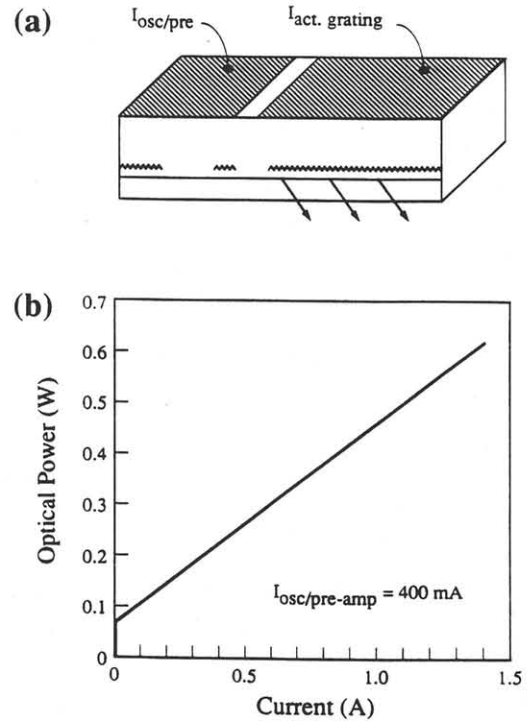 (a)
Iosc/pre
Iact. grating
(b)
0.7
0.6
0.5
0.4
0.3
0.2
0.1
0
Optical Power (W)
Iosc/pre-amp = 400 mA
0 0.5 1.0 1.5
Current (A)